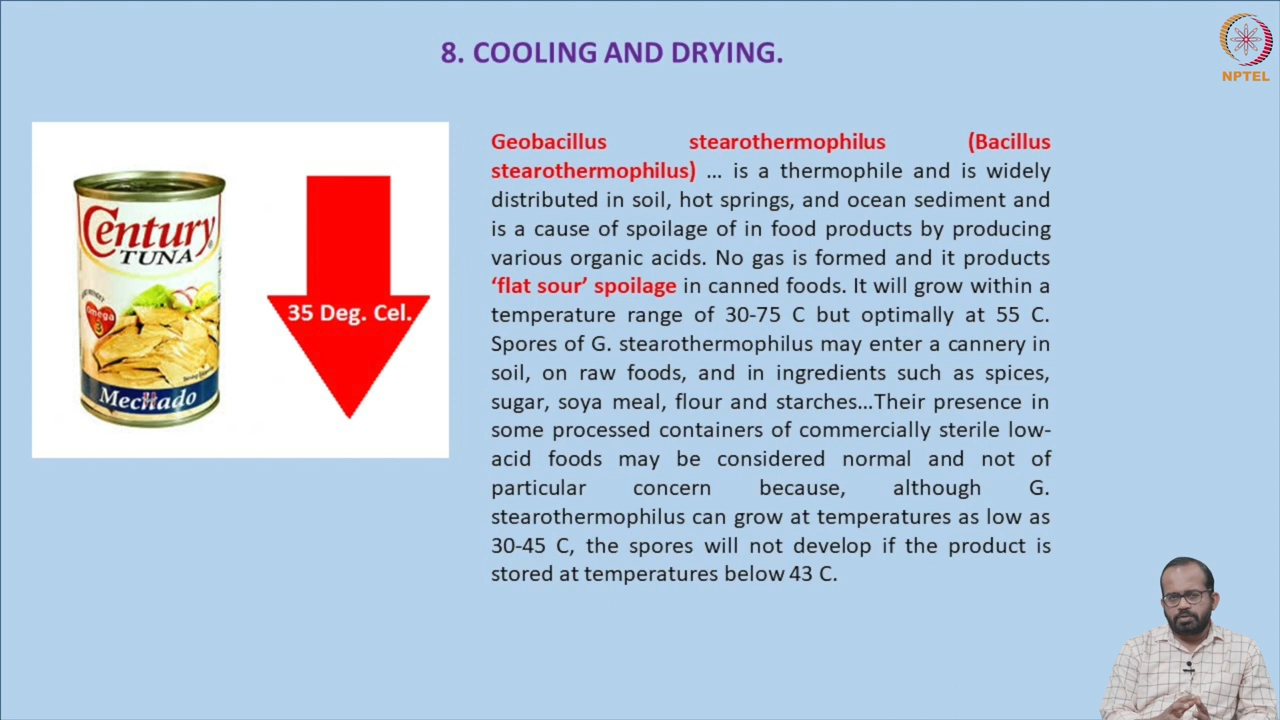 8. COOLING AND DRYING.
NPTEL
Century
TUNA
Omega
3
Mechado
35 Deg. Cel.
Geobacillus stearothermophilus (Bacillus
stearothermophilus) ... is a thermophile and is widely
distributed in soil, hot springs, and ocean sediment and
is a cause of spoilage of in food products by producing
various organic acids. No gas is formed and it products
‘flat sour’ spoilage in canned foods. It will grow within a
temperature range of 30-75 C but optimally at 55 C.
Spores of G. stearothermophilus may enter a cannery in
soil, on raw foods, and in ingredients such as spices,
sugar, soya meal, flour and starches...Their presence in
some processed containers of commercially sterile low-
acid foods may be considered normal and not of
particular concern because, although G.
stearothermophilus can grow at temperatures as low as
30-45 C, the spores will not develop if the product is
stored at temperatures below 43 C.